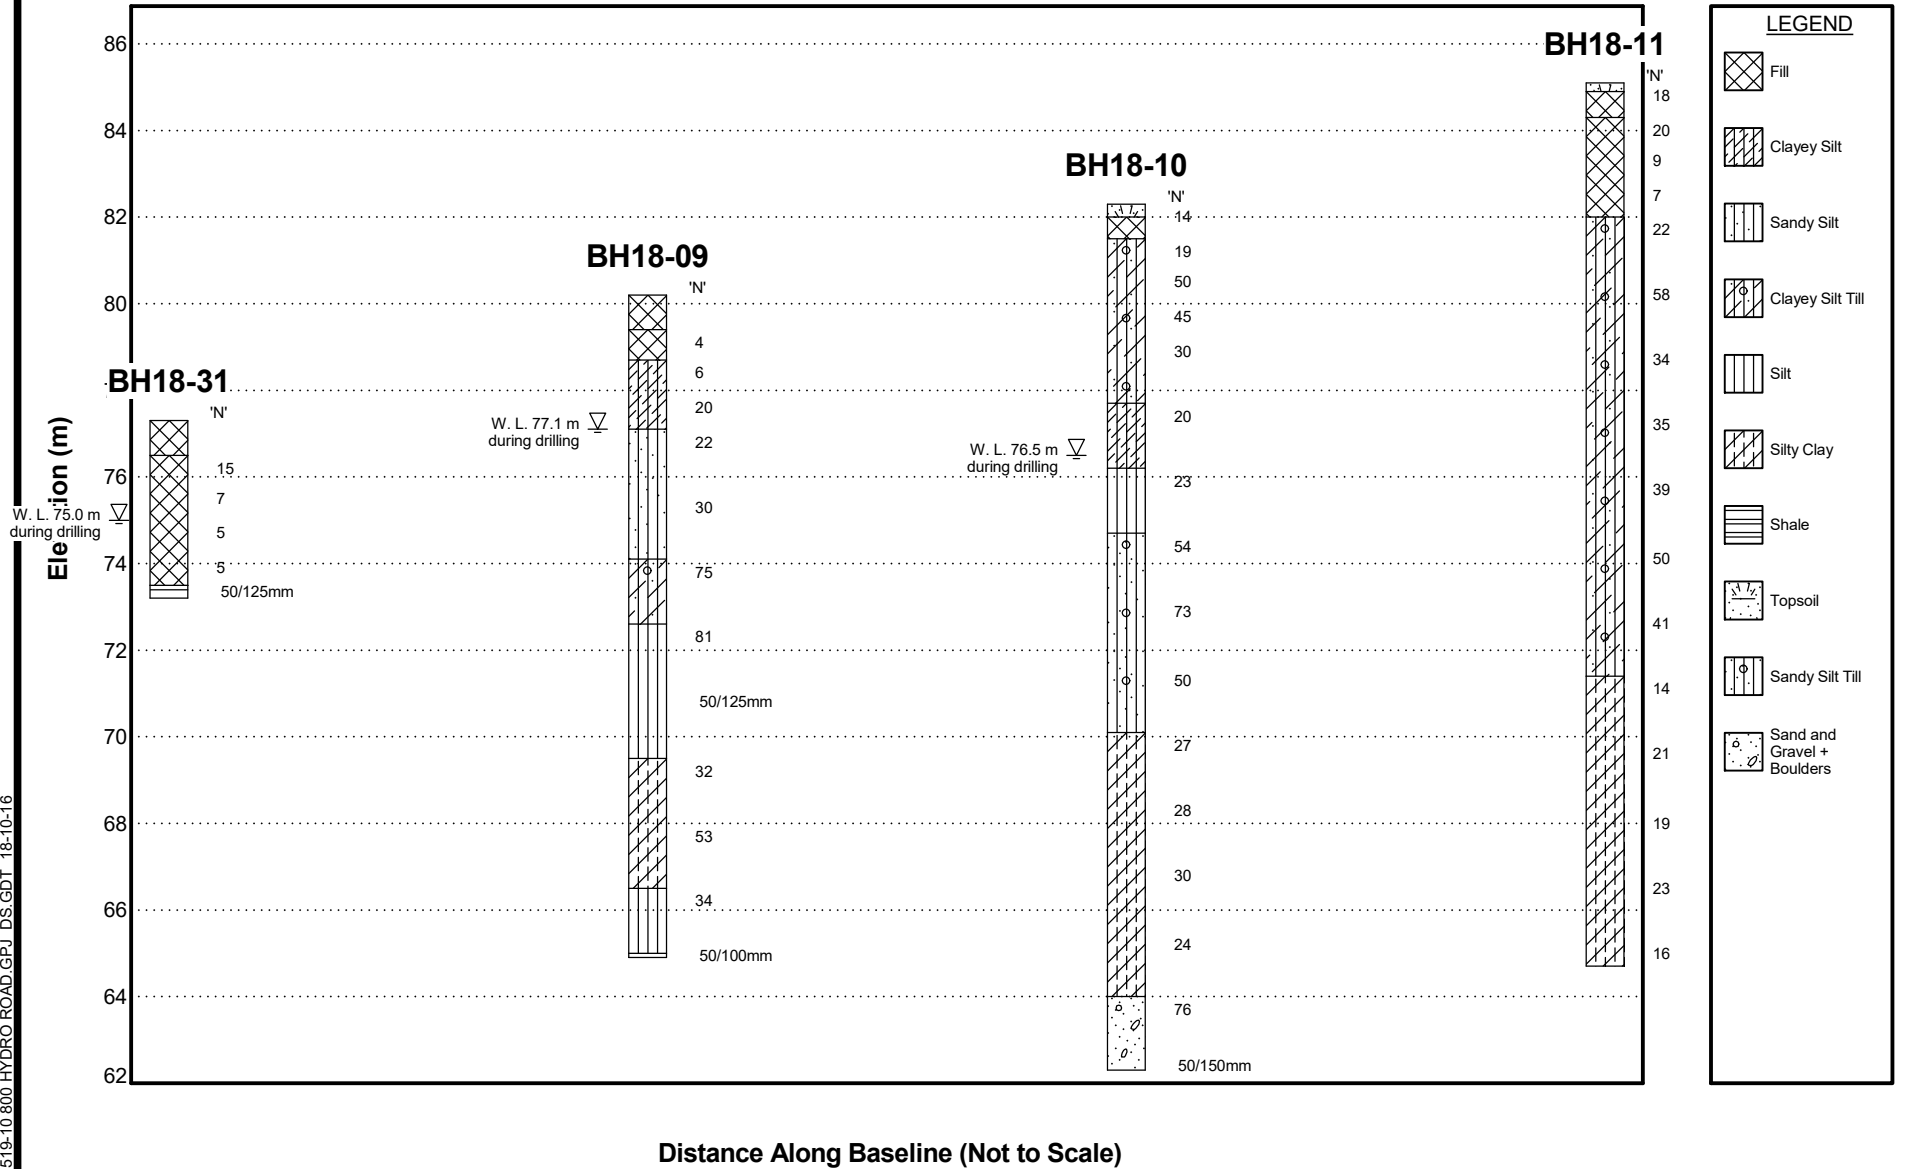 86
84
82
80
76
74
72
70
68
66
64
62
BH18-31
'N'
15
7
5
5
50/125mm
W. L. 75.0 m
during drilling
BH18-09
'N'
4
6
20
22
30
75
81
50/125mm
32
53
34
50/100mm
W. L. 77.1 m
during drilling
BH18-10
'N'
14
19
50
45
30
20
23
54
73
50
27
28
30
24
76
50/150mm
W. L. 76.5 m
during drilling
BH18-11
'N'
18
20
9
7
22
58
34
35
39
50
41
14
21
19
23
16
LEGEND
Fill
Clayey Silt
Sandy Silt
Clayey Silt Till
Silt
Silty Clay
Shale
Topsoil
Sandy Silt Till
Sand and
Gravel +
Boulders
Distance Along Baseline (Not to Scale)
519-10 800 HYDRO ROAD.GPJ DS.GDT 18-10-16